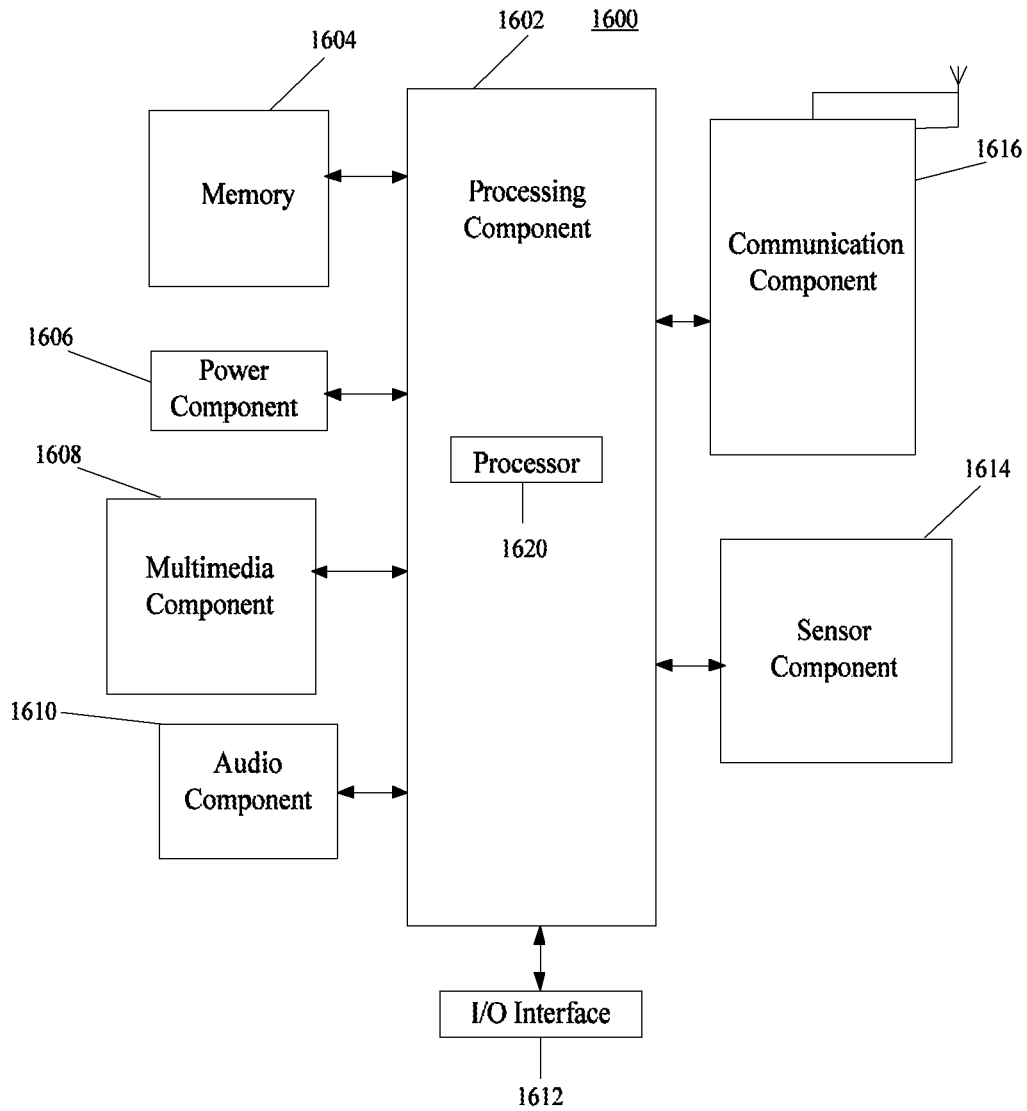 1602
1600
1604
1616
Memory
Processing
Component
Communication
Component
1606
Power
Component
1608
Processor
1614
1620
Multimedia
Component
Sensor
Component
1610
Audio
Component
I/O Interface
1612